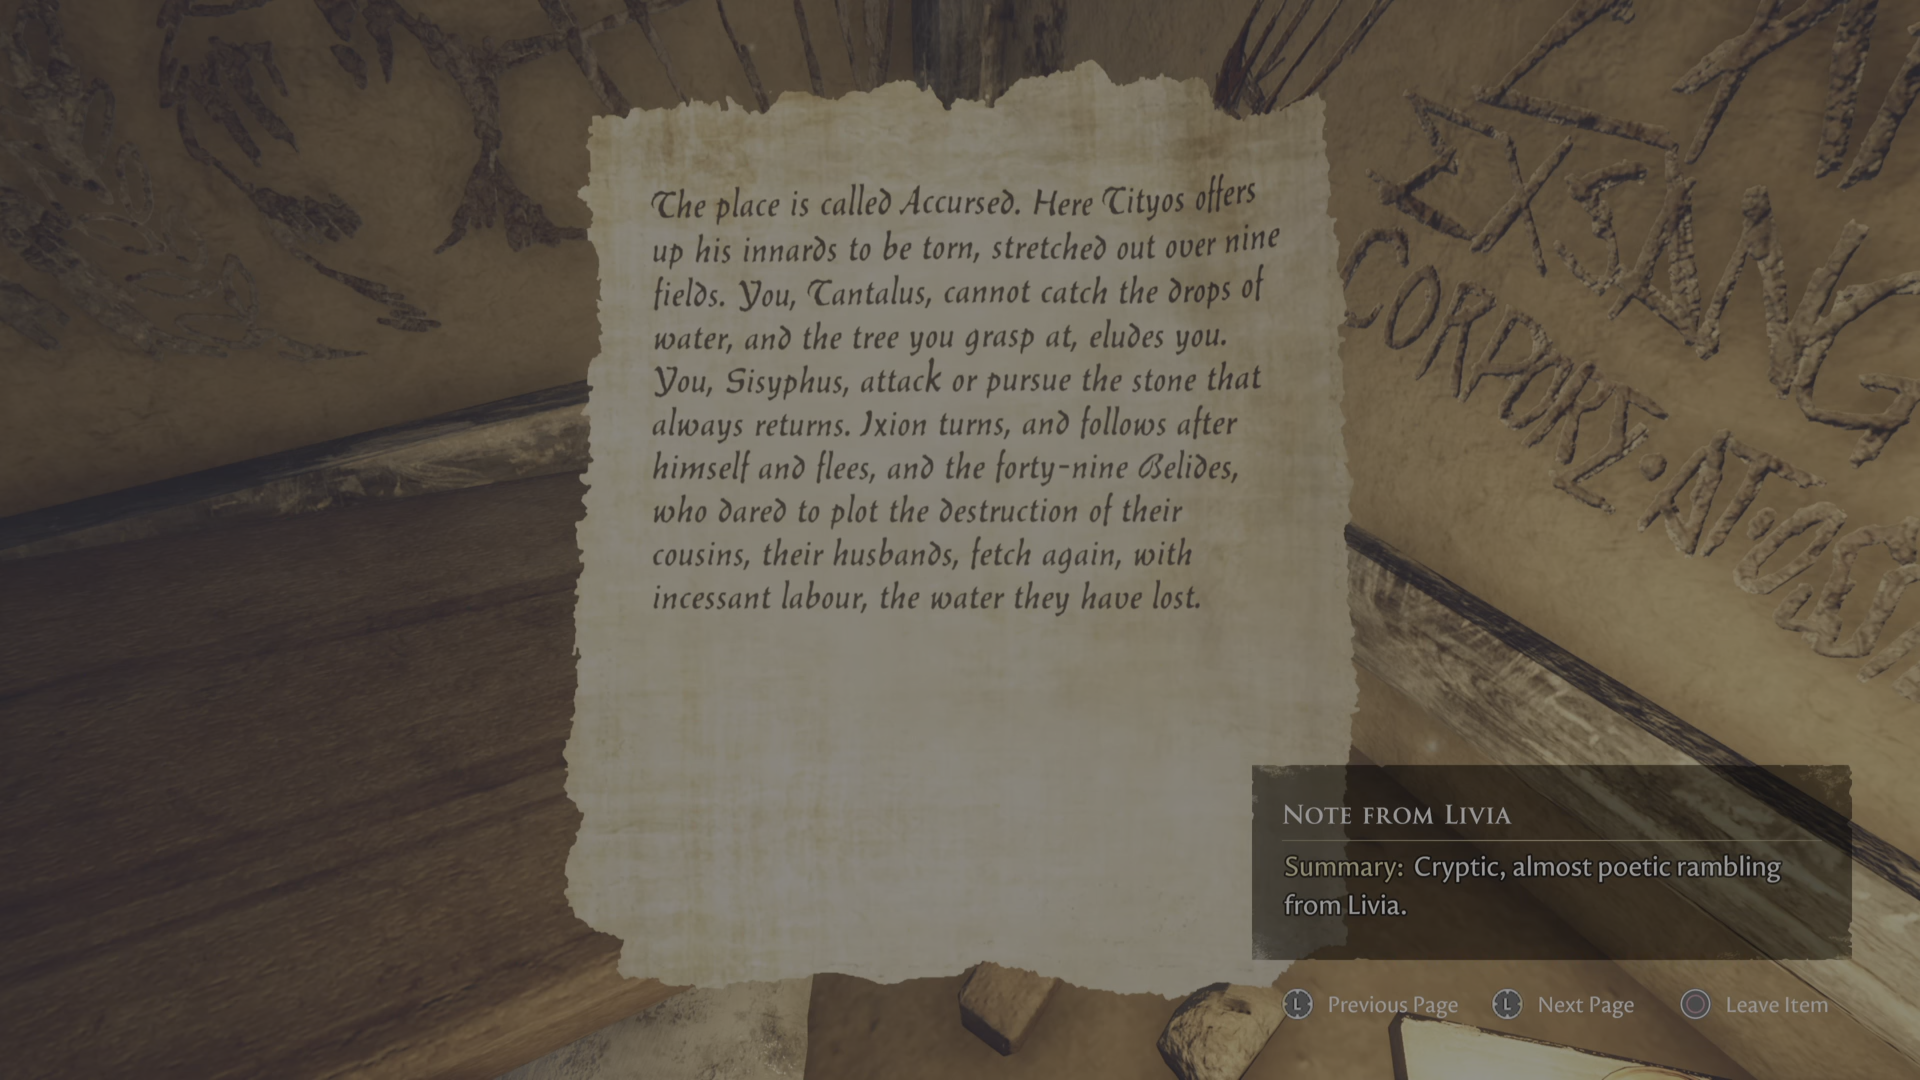 The place is called Accursed. Here Tityos offers
up his innards to be torn, stretched out over nine
fields. You, Tantalus, cannot catch the drops of
water, and the tree you grasp at, eludes you.
You, Sisyphus, attack or pursue the stone that
always returns. Ixion turns, and follows after
himself and flees, and the forty-nine Belides,
who dared to plot the destruction of their
cousins, their husbands, fetch again, with
incessant labour, the water they have lost.
EXSANG
CORPORE·AT·
Note from Livia
Summary: Cryptic, almost poetic rambling
from Livia.
L Previous Page L Next Page Leave Item